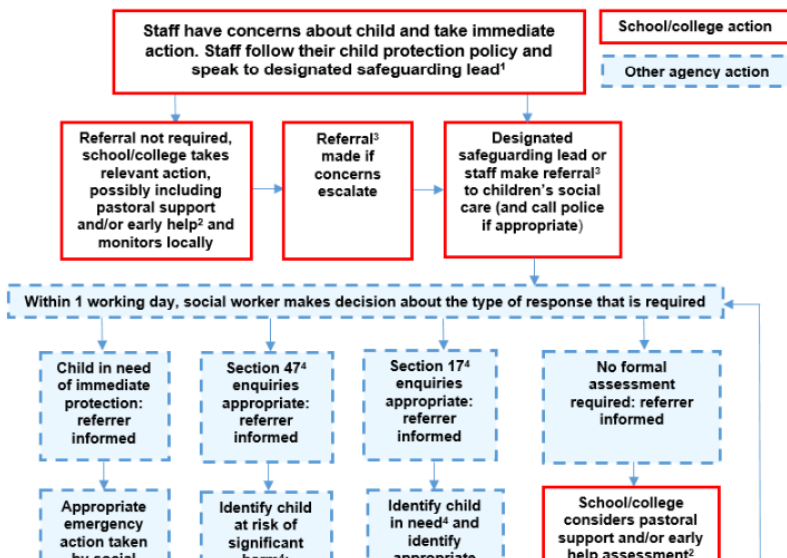 Staff have concerns about child and take immediate
action. Staff follow their child protection policy and
speak to designated safeguarding lead¹
School/college action
Other agency action
Referral not required,
school/college takes
relevant action,
possibly including
pastoral support
and/or early help² and
monitors locally
Referral³
made if
concerns
escalate
Designated
safeguarding lead or
staff make referral³
to children's social
care (and call police
if appropriate)
Within 1 working day, social worker makes decision about the type of response that is required
Child in need
of immediate
protection:
referrer
informed
Section 47⁴
enquiries
appropriate:
referrer
informed
Section 17⁴
enquiries
appropriate:
referrer
informed
No formal
assessment
required: referrer
informed
Appropriate
emergency
action taken
by social
Identify child
at risk of
significant
Identify child
in need⁴ and
identify
appropriate
School/college
considers pastoral
support and/or early
help assessment²